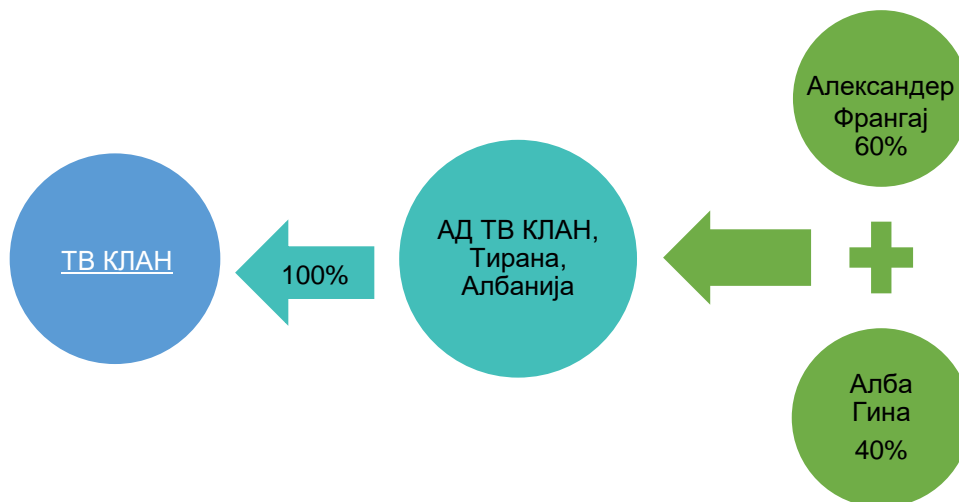 ТВ КЛАН
100%
АД ТВ КЛАН,
Тирана,
Албанија
Александер
Франгај
60%
Алба
Гина
40%